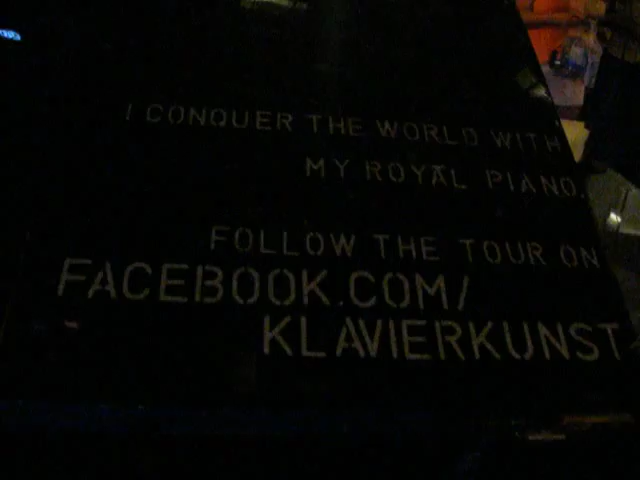 I CONQUER THE WORLD WITH
MY ROYAL PIANO.
FOLLOW THE TOUR ON
FACEBOOK.COM/
KLAVIERKUNST